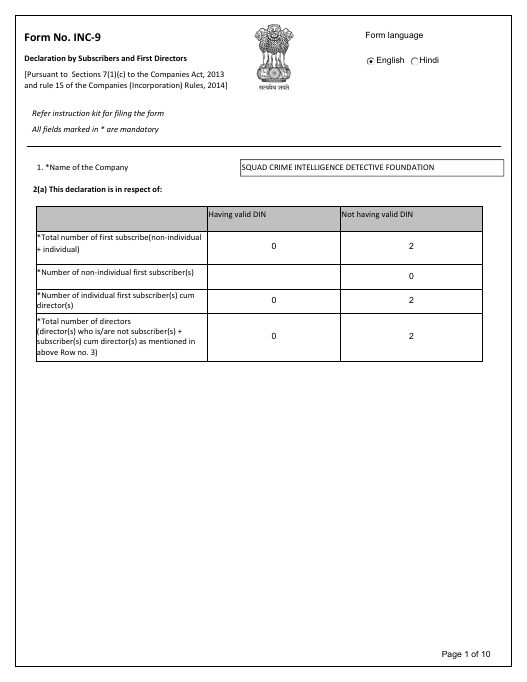 Form No. INC-9
Form language
Declaration by Subscribers and First Directors
English Hindi
[Pursuant to Sections 7(1)(c) to the Companies Act, 2013
and rule 15 of the Companies (Incorporation) Rules, 2014]
सत्यमेव जयते
Refer instruction kit for filing the form
All fields marked in * are mandatory
1. *Name of the Company SQUAD CRIME INTELLIGENCE DETECTIVE FOUNDATION
2(a) This declaration is in respect of:
Having valid DIN Not having valid DIN
*Total number of first subscribe(non-individual
+ individual) 0 2
*Number of non-individual first subscriber(s) 0
*Number of individual first subscriber(s) cum
director(s) 0 2
*Total number of directors
(director(s) who is/are not subscriber(s) +
subscriber(s) cum director(s) as mentioned in
above Row no. 3) 0 2
Page 1 of 10